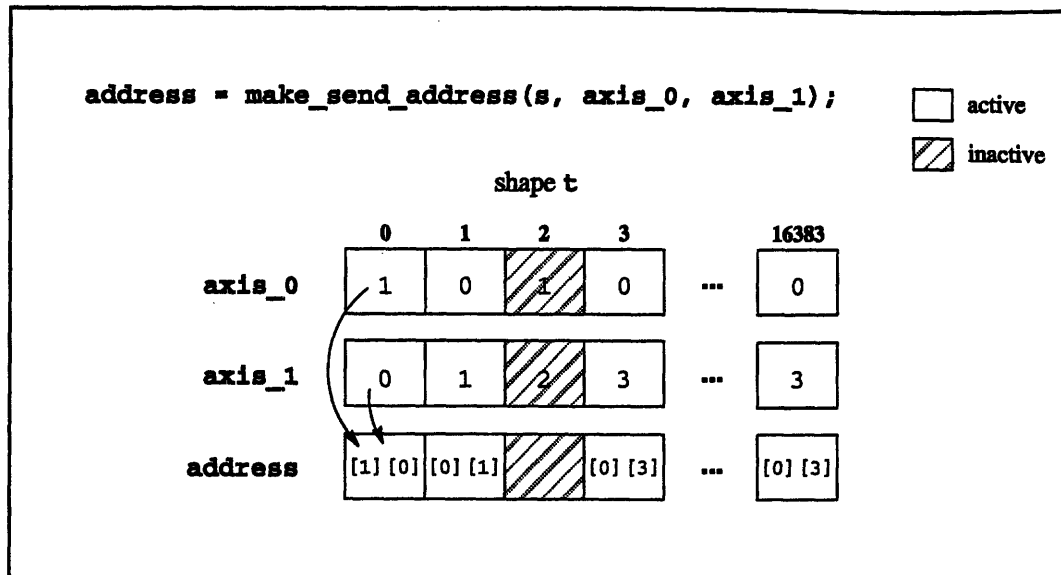 address = make_send_address(s, axis_0, axis_1);
active
inactive
shape t
0 1 2 3 16383
axis_0 1 0 1 0 ... 0
axis_1 0 1 2 3 ... 3
address [1][0] [0][1] [0][3] ... [0][3]